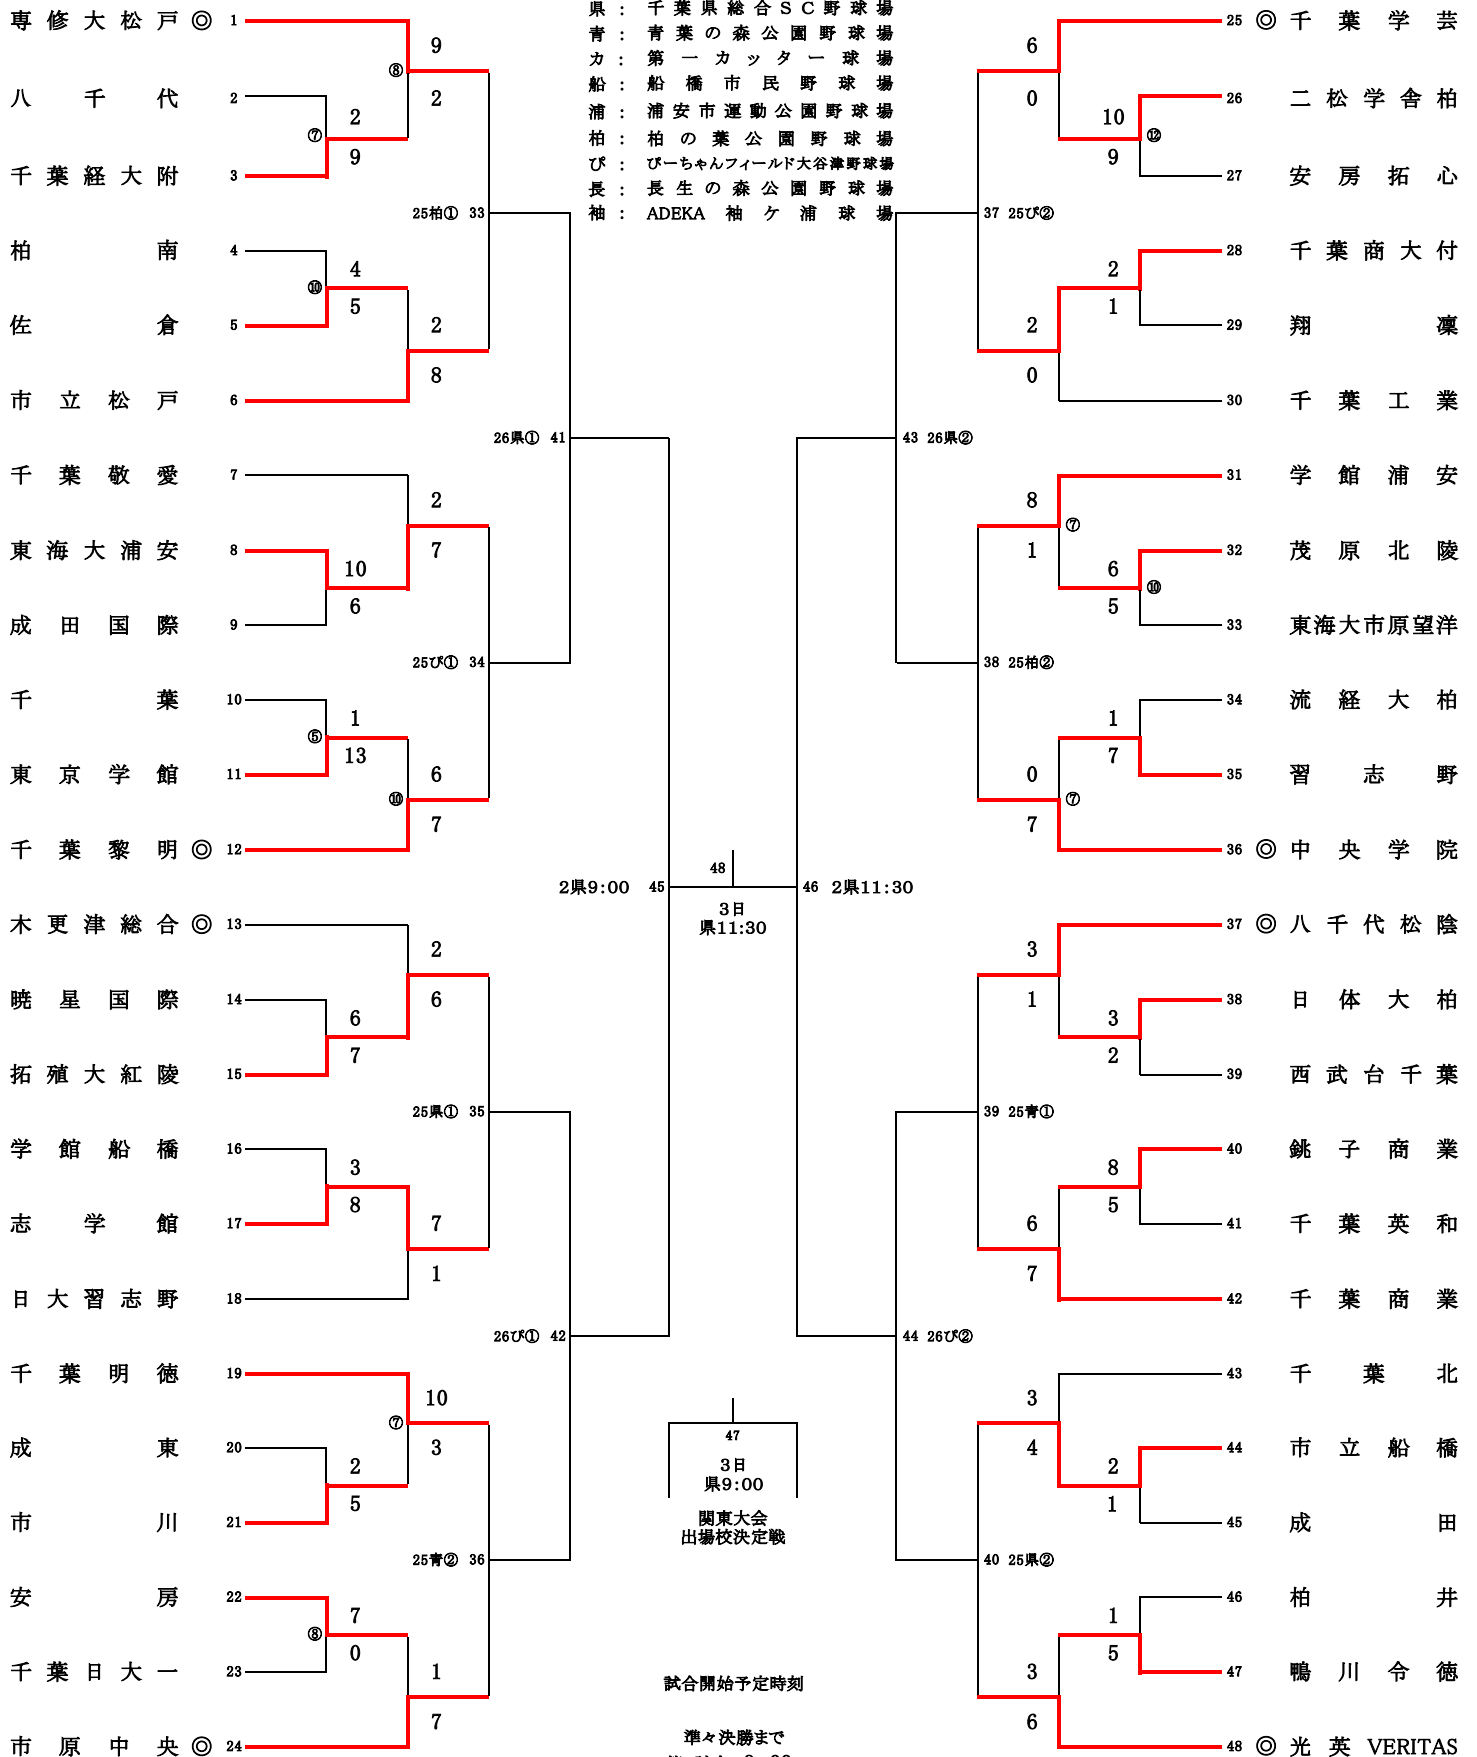 県：千葉県総合ＳＣ野球場
青：青葉の森公園野球場
カ：第一カッター球場
船：船橋市民野球場
浦：浦安市運動公園野球場
柏：柏の葉公園野球場
ぴ：ぴーちゃんフィールド大谷津野球場
長：長生の森公園野球場
袖：ADEKA袖ケ浦球場
専修大松戸 ◎ 1
9
⑧
2
八千代 2
2
⑦
9
千葉経大附 3
25柏① 33
柏南 4
4
⑩
5
佐倉 5
2
8
市立松戸 6
26県① 41
千葉敬愛 7
2
7
東海大浦安 8
10
6
成田国際 9
25ぴ① 34
千葉 10
1
⑤
13
東京学館 11
6
⑩
7
千葉黎明 ◎ 12
2県9:00 45
木更津総合 ◎ 13
2
6
暁星国際 14
6
7
拓殖大紅陵 15
25県① 35
学館船橋 16
3
8
志学館 17
7
1
日大習志野 18
26ぴ① 42
千葉明徳 19
10
⑦
3
成東 20
2
5
市川 21
25青② 36
安房 22
7
⑧
0
千葉日大一 23
1
7
市原中央 ◎ 24
48
3日
県11:30
47
3日
県9:00
関東大会
出場校決定戦
試合開始予定時刻
準々決勝まで
25 ◎ 千葉学芸
6
0
26 二松学舎柏
10
⑫
9
27 安房拓心
37 25ぴ②
28 千葉商大付
2
1
29 翔凜
2
0
30 千葉工業
43 26県②
31 学館浦安
8
⑦
1
32 茂原北陵
6
⑩
5
33 東海大市原望洋
38 25柏②
34 流経大柏
1
7
35 習志野
0
⑦
7
36 ◎ 中央学院
46 2県11:30
37 ◎ 八千代松陰
3
1
38 日体大柏
3
2
39 西武台千葉
39 25青①
40 銚子商業
8
5
41 千葉英和
6
7
42 千葉商業
44 26ぴ②
43 千葉北
3
4
44 市立船橋
2
1
45 成田
40 25県②
46 柏井
1
5
47 鴨川令徳
3
6
48 ◎ 光英VERITAS